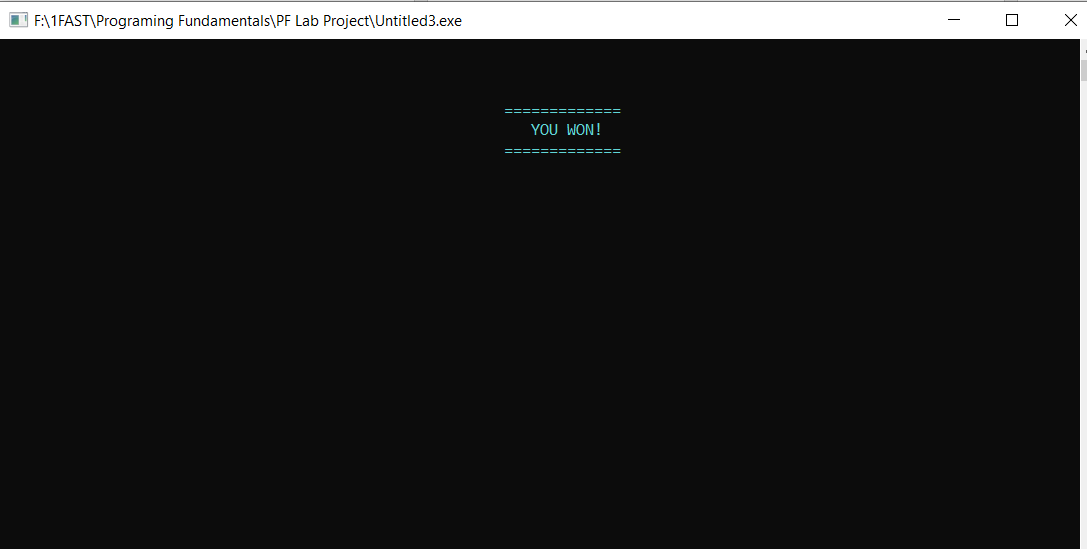 F:\1FAST\Programing Fundamentals\PF Lab Project\Untitled3.exe
=============
YOU WON!
=============